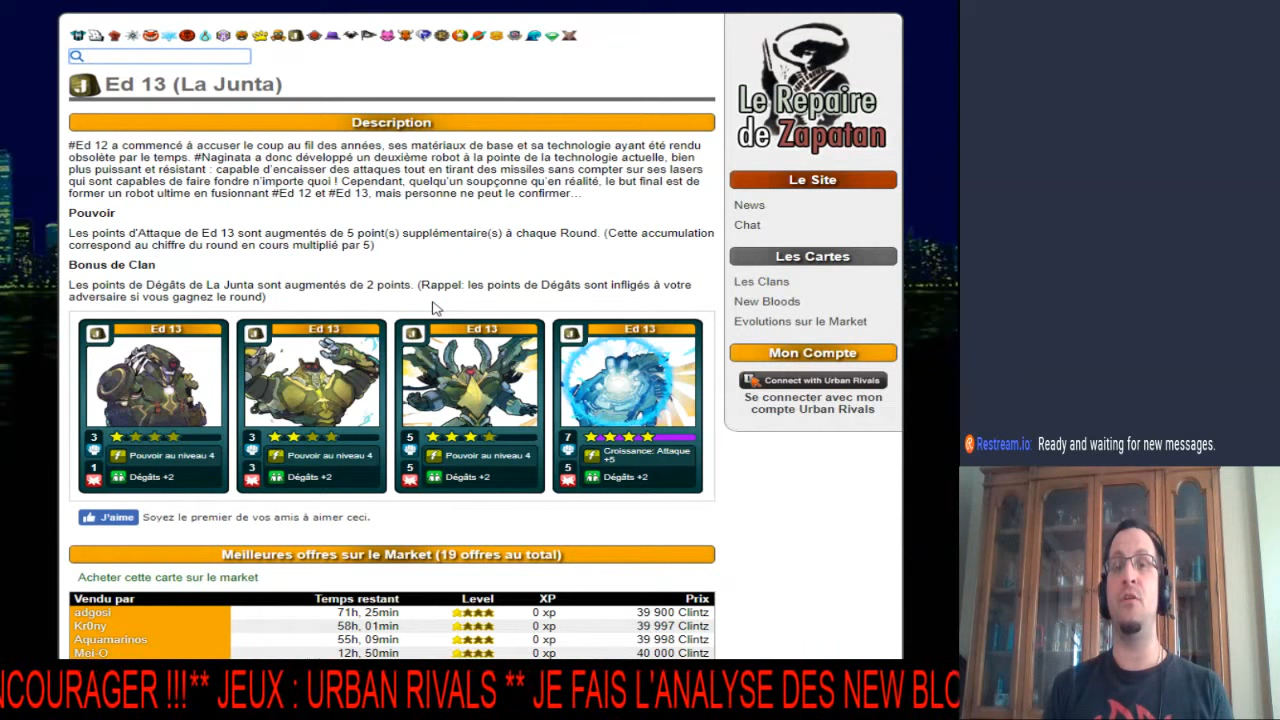 Ed 13 (La Junta)
Description
#Ed 12 a commencé à accuser le coup au fil des années, ses matériaux de base et sa technologie ayant été rendu
obsolète par le temps. #Naginata a donc développé un deuxième robot à la pointe de la technologie actuelle, bien
plus puissant et résistant : capable d'encaisser des attaques tout en tirant des missiles sans compter sur ses lasers
qui sont capables de faire fondre n'importe quoi ! Cependant, quelqu'un soupçonne qu'en réalité, le but final est de
former un robot ultime en fusionnant #Ed 12 et #Ed 13, mais personne ne peut le confirmer…
Pouvoir
Les points d'Attaque de Ed 13 sont augmentés de 5 point(s) supplémentaire(s) à chaque Round. (Cette accumulation
correspond au chiffre du round en cours multiplié par 5)
Bonus de Clan
Les points de Dégâts de La Junta sont augmentés de 2 points. (Rappel: les points de Dégâts sont infligés à votre
adversaire si vous gagnez le round)
Ed 13
3
Pouvoir au niveau 4
1
Dégâts +2
Ed 13
3
Pouvoir au niveau 4
3
Dégâts +2
Ed 13
5
Pouvoir au niveau 4
5
Dégâts +2
Ed 13
7
Croissance: Attaque
+5
5
Dégâts +2
J'aime Soyez le premier de vos amis à aimer ceci.
Meilleures offres sur le Market (19 offres au total)
Acheter cette carte sur le market
Vendu par Temps restant Level XP Prix
adgosi 71h, 25min 0 xp 39 900 Clintz
Kr0ny 58h, 01min 0 xp 39 997 Clintz
Aquamarinos 55h, 09min 0 xp 39 998 Clintz
Mei-O 12h, 50min 0 xp 40 000 Clintz
Le Repaire
de Zapatan
Le Site
News
Chat
Les Cartes
Les Clans
New Bloods
Evolutions sur le Market
Mon Compte
Connect with Urban Rivals
Se connecter avec mon
compte Urban Rivals
Restream.io: Ready and waiting for new messages.
NCOURAGER !!!** JEUX : URBAN RIVALS ** JE FAIS L'ANALYSE DES NEW BLO